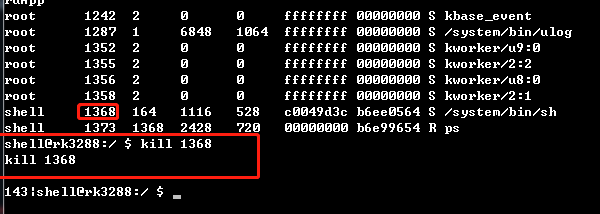 root 1242 2 0 0 ffffffff 00000000 S kbase_event
root 1287 1 6848 1064 ffffffff 00000000 S /system/bin/ulog
root 1352 2 0 0 ffffffff 00000000 S kworker/u9:0
root 1355 2 0 0 ffffffff 00000000 S kworker/2:2
root 1356 2 0 0 ffffffff 00000000 S kworker/u8:0
root 1358 2 0 0 ffffffff 00000000 S kworker/2:1
shell 1368 164 1116 528 c0049d3c b6ee0564 S /system/bin/sh
shell 1373 1368 2428 720 00000000 b6e99654 R ps
shell@rk3288:/ $ kill 1368
kill 1368
143|shell@rk3288:/ $ _